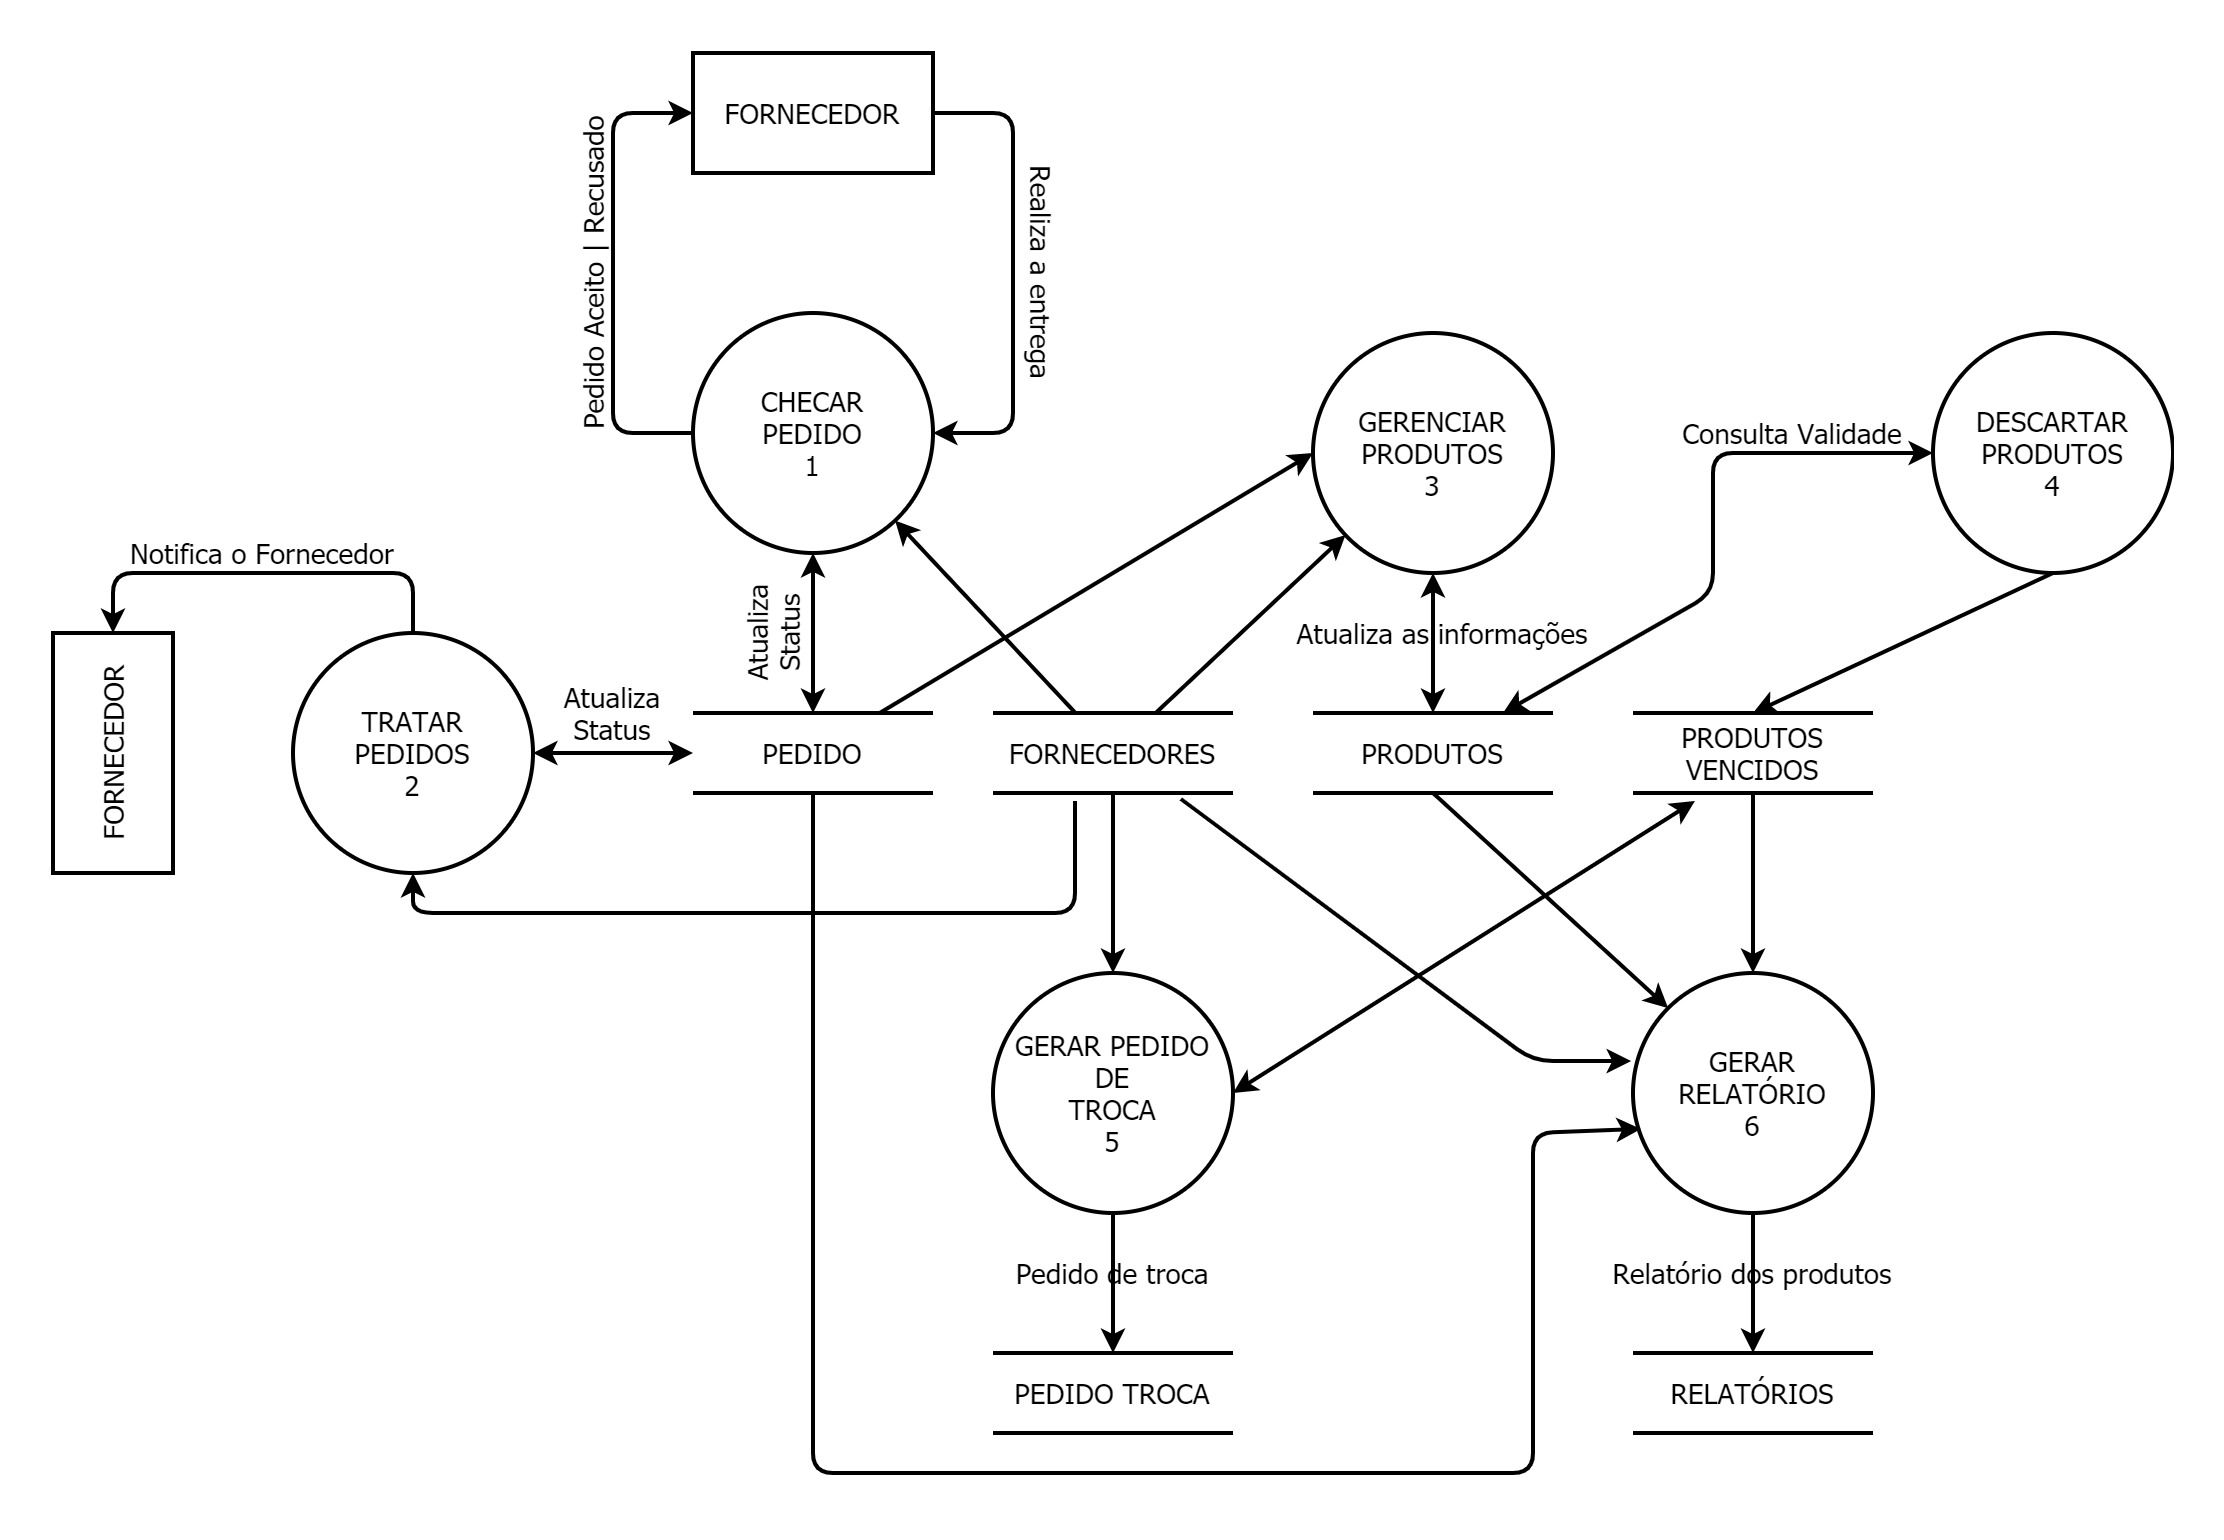 FORNECEDOR
Pedido Aceito | Recusado
Realiza a entrega
CHECAR
PEDIDO
1
GERENCIAR
PRODUTOS
3
DESCARTAR
PRODUTOS
4
Consulta Validade
Notifica o Fornecedor
Atualiza
Status
Atualiza as informações
FORNECEDOR
TRATAR
PEDIDOS
2
Atualiza
Status
PEDIDO
FORNECEDORES
PRODUTOS
PRODUTOS
VENCIDOS
GERAR PEDIDO
DE
TROCA
5
GERAR
RELATÓRIO
6
Pedido de troca
Relatório dos produtos
PEDIDO TROCA
RELATÓRIOS